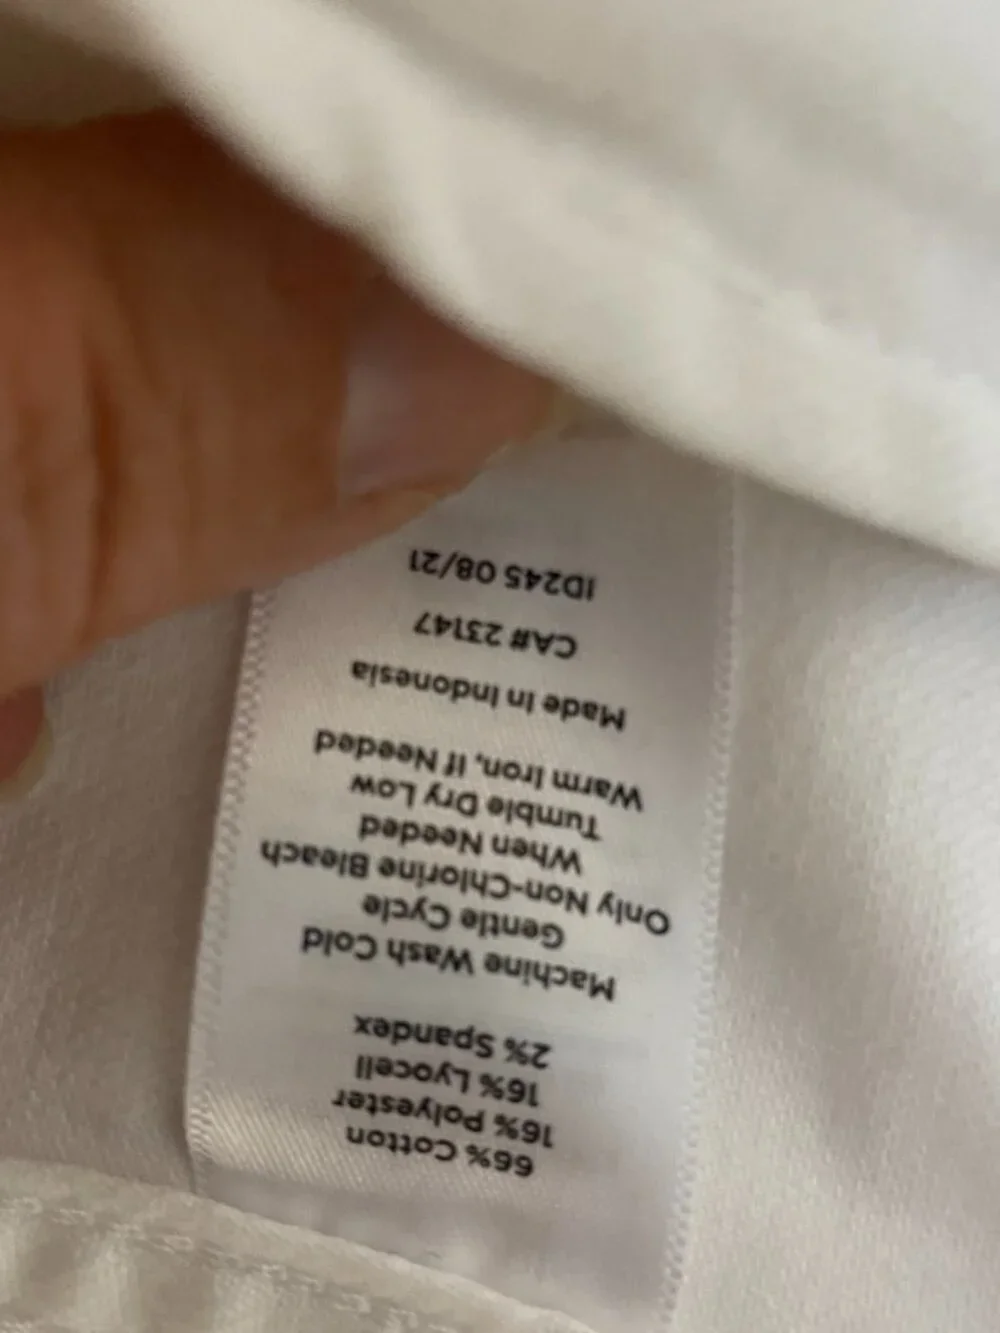 66% Cotton
16% Polyester
16% Lyocell
2% Spandex
Machine Wash Cold
Gentle Cycle
Only Non-Chlorine Bleach
When Needed
Tumble Dry Low
Warm Iron, If Needed
Made In Indonesia
CA# 23147
ID245 08/21